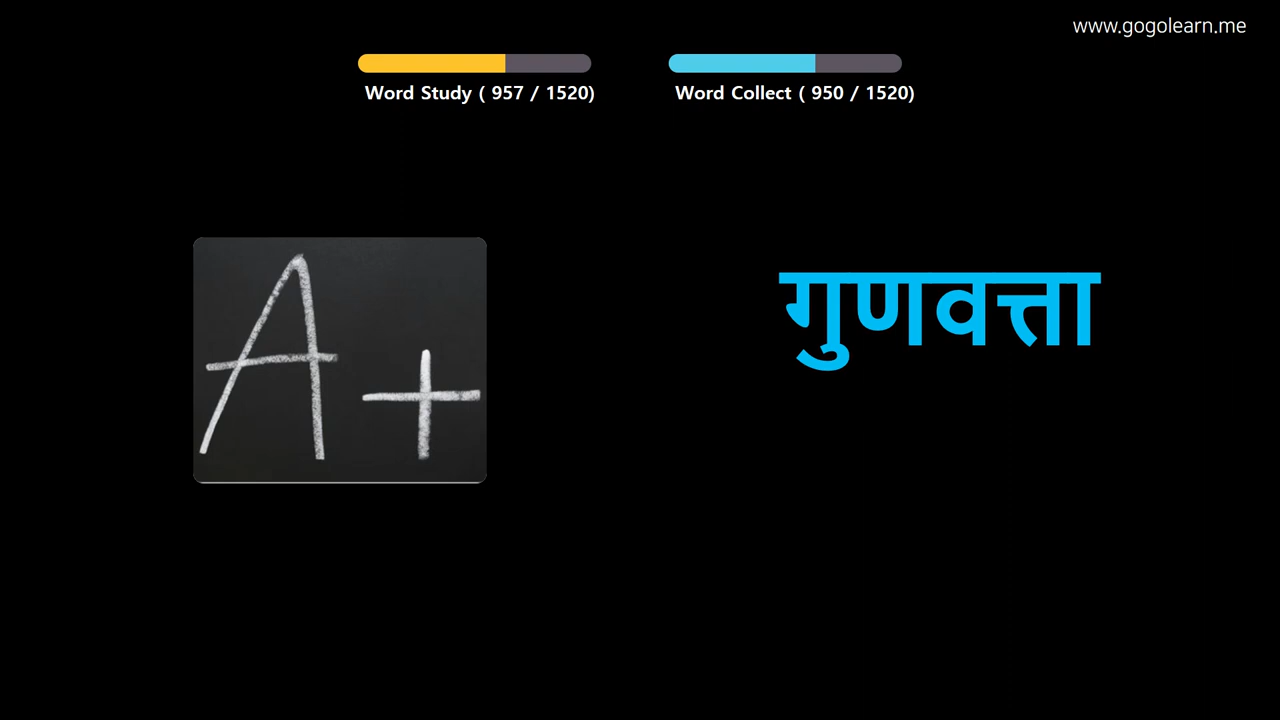 www.gogolearn.me
Word Study ( 957 / 1520)
Word Collect ( 950 / 1520)
A+
गुणवत्ता